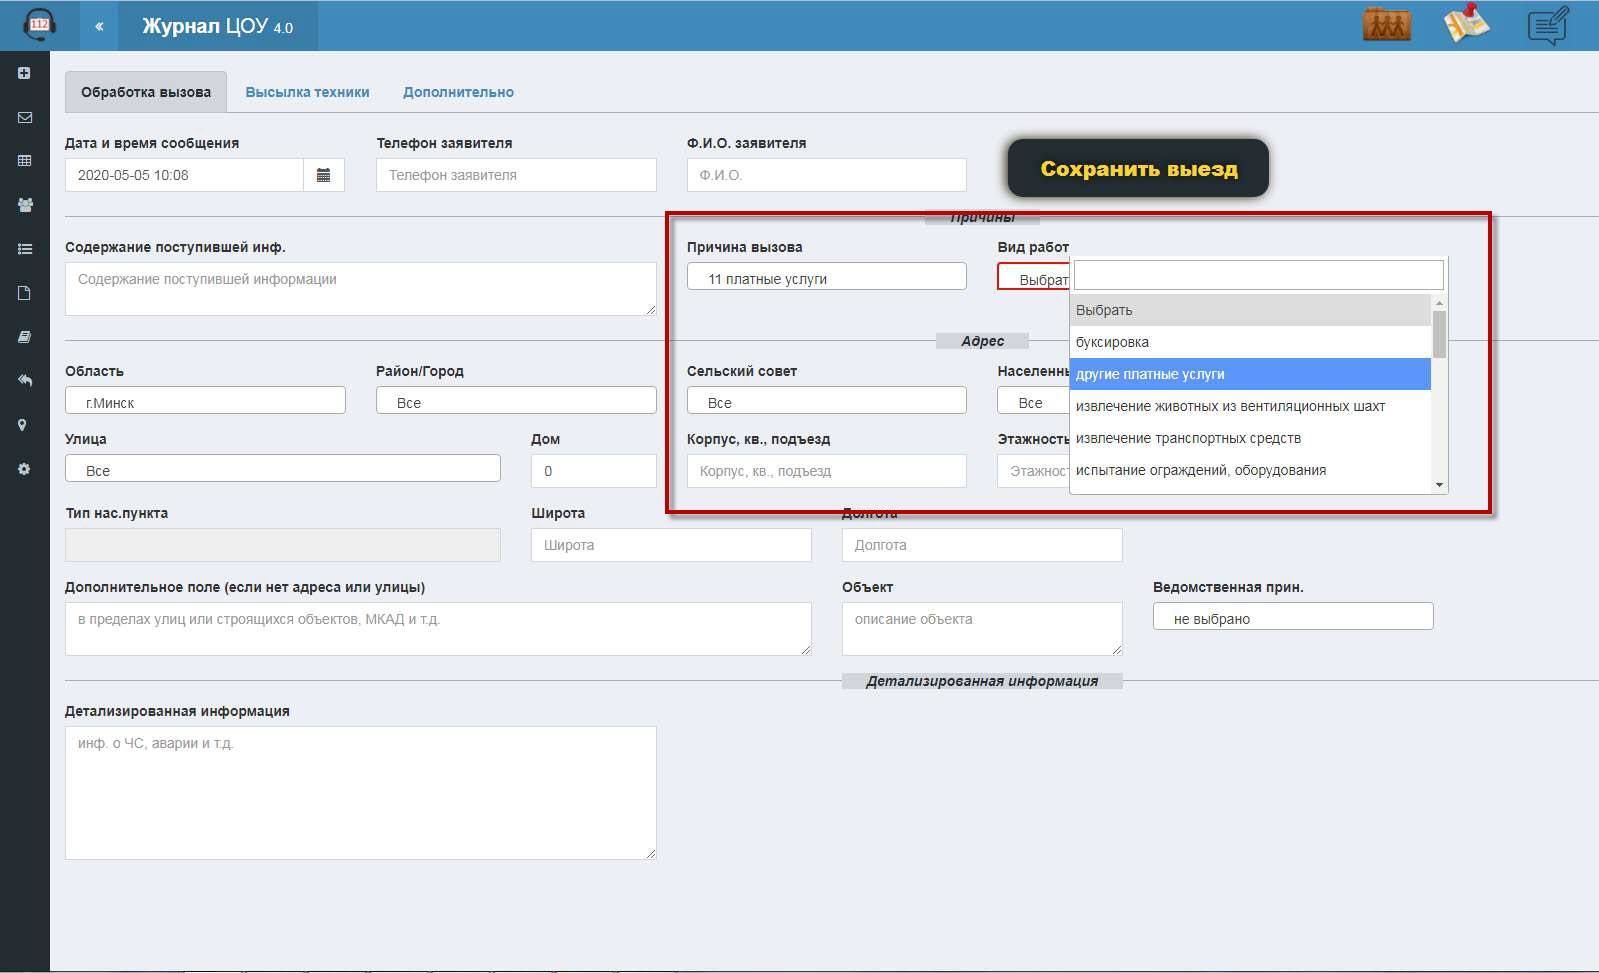 112
«
Журнал ЦОУ 4.0
Обработка вызова
Высылка техники
Дополнительно
Дата и время сообщения
Телефон заявителя
Ф.И.О. заявителя
2020-05-05 10:08
Телефон заявителя
Ф.И.О.
Сохранить выезд
Причины
Содержание поступившей инф.
Причина вызова
Вид работ
Содержание поступившей информации
11 платные услуги
Выбрат
Выбрать
буксировка
другие платные услуги
извлечение животных из вентиляционных шахт
извлечение транспортных средств
испытание ограждений, оборудования
Адрес
Область
Район/Город
Сельский совет
Населенны
г.Минск
Все
Все
Все
Улица
Дом
Корпус, кв., подъезд
Этажность
Все
0
Корпус, кв., подъезд
Этажнос
Тип нас.пункта
Широта
Долгота
Широта
Долгота
Дополнительное поле (если нет адреса или улицы)
Объект
Ведомственная прин.
в пределах улиц или строящихся объектов, МКАД и т.д.
описание объекта
не выбрано
Детализированная информация
Детализированная информация
инф. о ЧС, аварии и т.д.